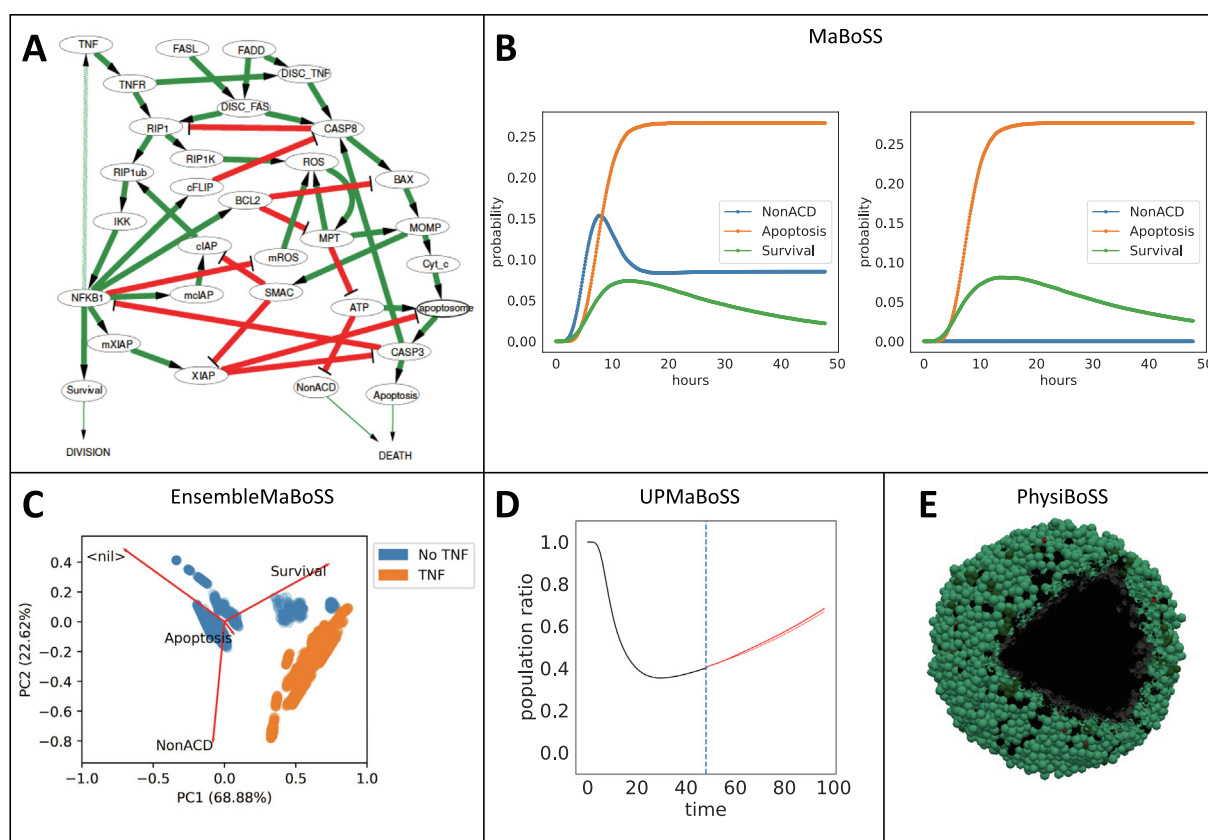 A
TNF
FASL
FADD
DISC_TNF
TNFR
DISC_FAS
RIP1
CASP8
RIP1K
ROS
RIP1ub
cFLIP
BAX
BCL2
IKK
MOMP
cIAP
MPT
mROS
Cyt_c
NFKB1
mcIAP
SMAC
ATP
apoptosome
mXIAP
CASP3
XIAP
NonACD
Apoptosis
Survival
DIVISION
DEATH
B
MaBoSS
probability
0.25
0.20
0.15
0.10
0.05
0.00
NonACD
Apoptosis
Survival
0 10 20 30 40 50
hours
probability
0.25
0.20
0.15
0.10
0.05
0.00
NonACD
Apoptosis
Survival
0 10 20 30 40 50
hours
C
EnsembleMaBoSS
PC2 (22.62%)
0.4
0.2
0.0
−0.2
−0.4
−0.6
−0.8
<nil>
Survival
Apoptosis
NonACD
No TNF
TNF
−1.0 −0.5 0.0 0.5 1.0
PC1 (68.88%)
D
UPMaBoSS
population ratio
1.0
0.8
0.6
0.4
0.2
0.0
0 20 40 60 80 100
time
E
PhysiBoSS